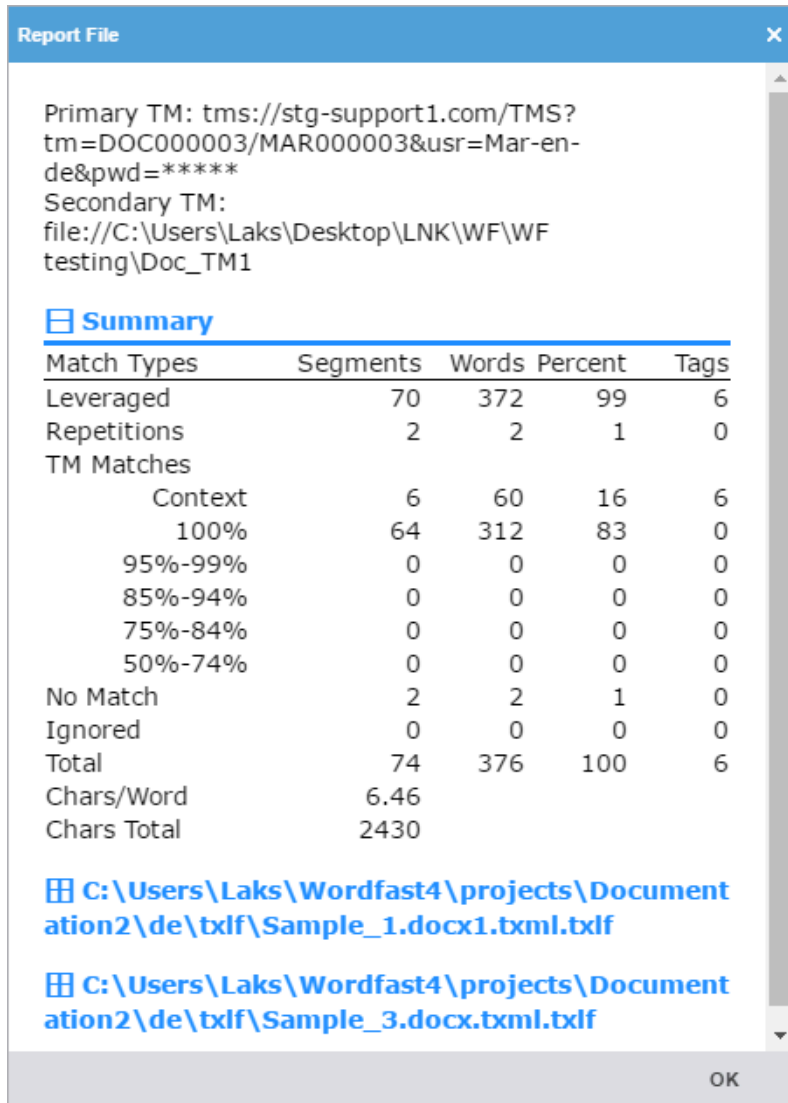 Report File ×
Primary TM: tms://stg-support1.com/TMS?
tm=DOC000003/MAR000003&usr=Mar-en-
de&pwd=*****
Secondary TM:
file://C:\Users\Laks\Desktop\LNK\WF\WF
testing\Doc_TM1
Summary
Match Types Segments Words Percent Tags
Leveraged 70 372 99 6
Repetitions 2 2 1 0
TM Matches
Context 6 60 16 6
100% 64 312 83 0
95%-99% 0 0 0 0
85%-94% 0 0 0 0
75%-84% 0 0 0 0
50%-74% 0 0 0 0
No Match 2 2 1 0
Ignored 0 0 0 0
Total 74 376 100 6
Chars/Word 6.46
Chars Total 2430
C:\Users\Laks\Wordfast4\projects\Document
ation2\de\txlf\Sample_1.docx1.txml.txlf
C:\Users\Laks\Wordfast4\projects\Document
ation2\de\txlf\Sample_3.docx.txml.txlf
OK